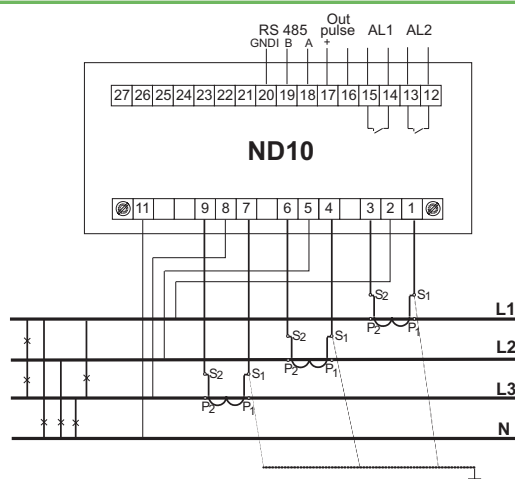 Out
RS 485 pulse AL1 AL2
GNDI B A +
27 26 25 24 23 22 21 20 19 18 17 16 15 14 13 12
ND10
11 9 8 7 6 5 4 3 2 1
S2 S1
L1
P2 P1
S2 S1
L2
P2 P1
S2 S1
L3
P2 P1
N